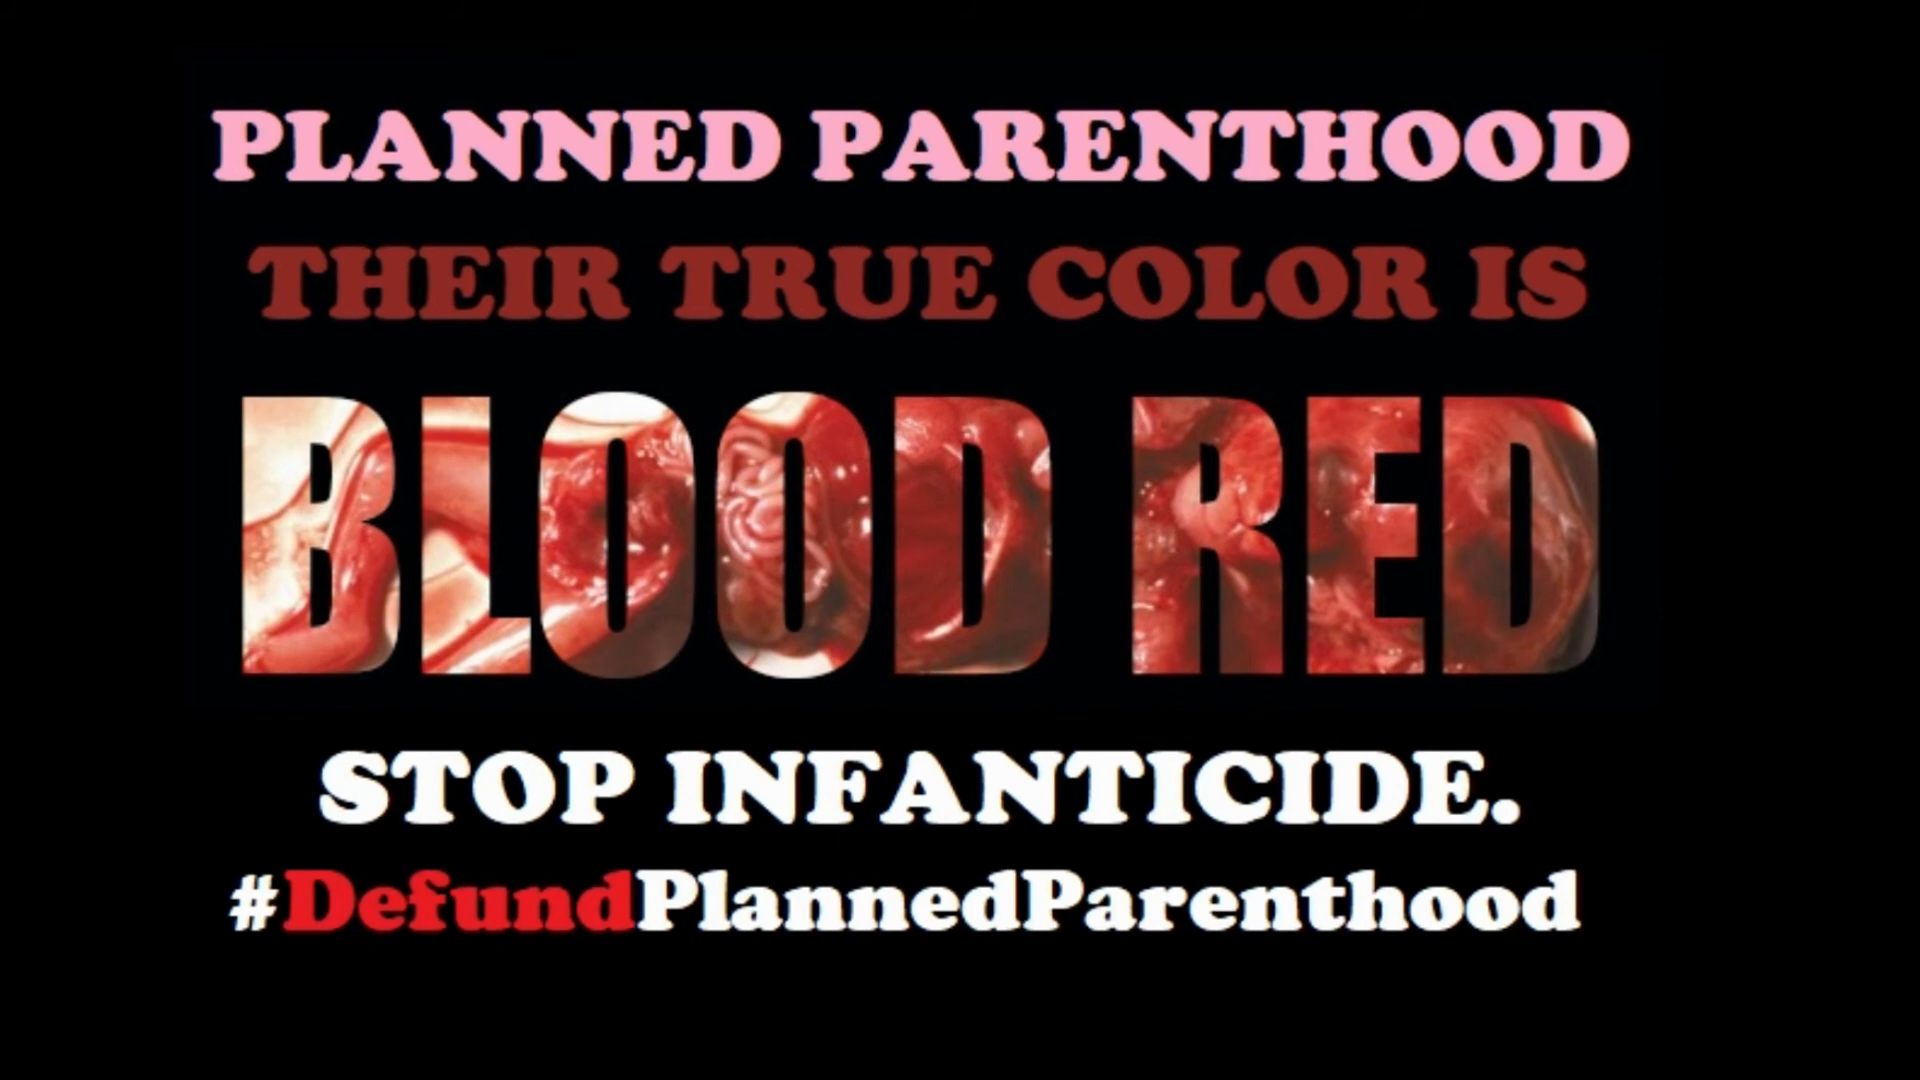 PLANNED PARENTHOOD
THEIR TRUE COLOR IS
BLOOD RED
STOP INFANTICIDE.
#DefundPlannedParenthood